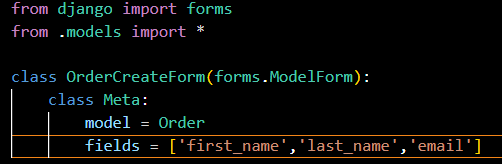 from django import forms
from .models import *

class OrderCreateForm(forms.ModelForm):
    class Meta:
        model = Order
        fields = ['first_name','last_name','email']